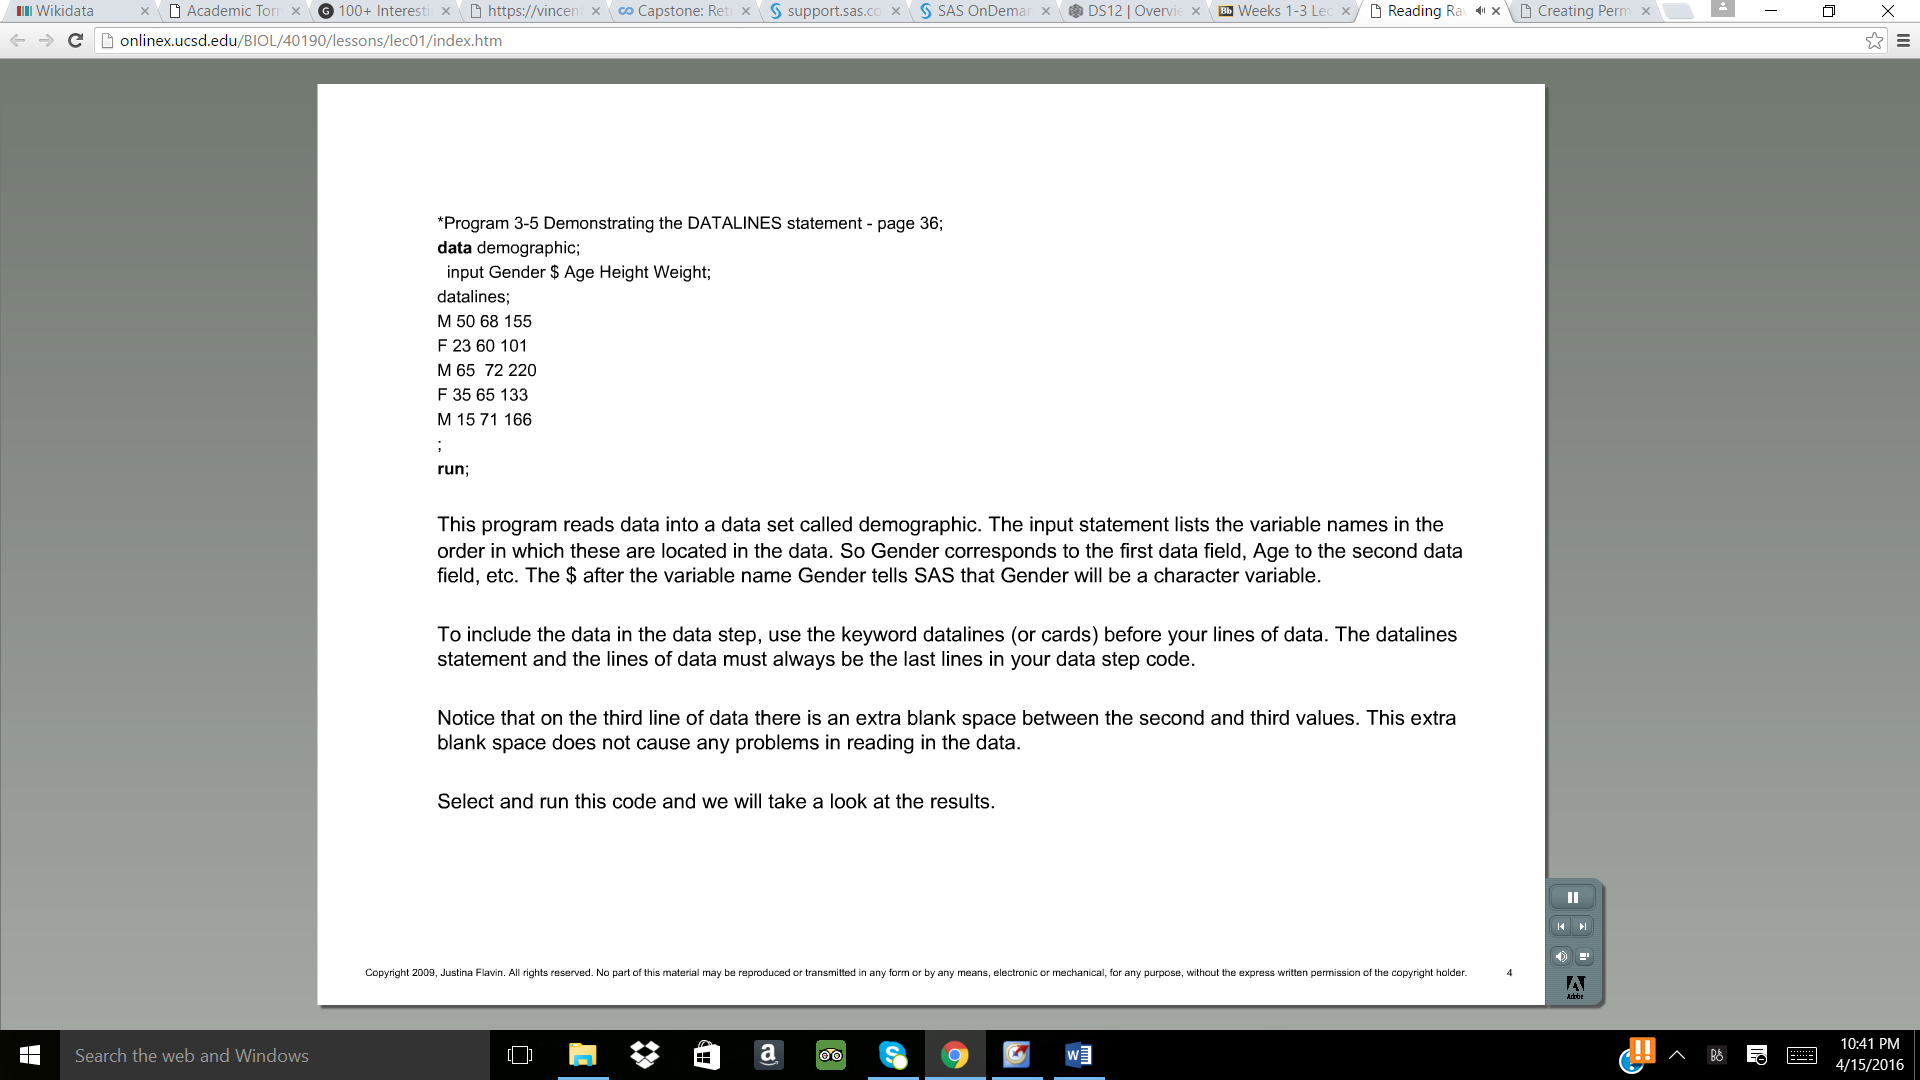 Wikidata
Academic Torr
100+ Interesti
https://vincen
Capstone: Ret
support.sas.co
SAS OnDemar
DS12 | Overvie
Bb Weeks 1-3 Lec
Reading Ra
Creating Perm
onlinex.ucsd.edu/BIOL/40190/lessons/lec01/index.htm
*Program 3-5 Demonstrating the DATALINES statement - page 36;
data demographic;
input Gender $ Age Height Weight;
datalines;
M 50 68 155
F 23 60 101
M 65  72 220
F 35 65 133
M 15 71 166
;
run;
This program reads data into a data set called demographic. The input statement lists the variable names in the
order in which these are located in the data. So Gender corresponds to the first data field, Age to the second data
field, etc. The $ after the variable name Gender tells SAS that Gender will be a character variable.
To include the data in the data step, use the keyword datalines (or cards) before your lines of data. The datalines
statement and the lines of data must always be the last lines in your data step code.
Notice that on the third line of data there is an extra blank space between the second and third values. This extra
blank space does not cause any problems in reading in the data.
Select and run this code and we will take a look at the results.
Copyright 2009, Justina Flavin. All rights reserved. No part of this material may be reproduced or transmitted in any form or by any means, electronic or mechanical, for any purpose, without the express written permission of the copyright holder.
4
Adobe
Search the web and Windows
10:41 PM
4/15/2016